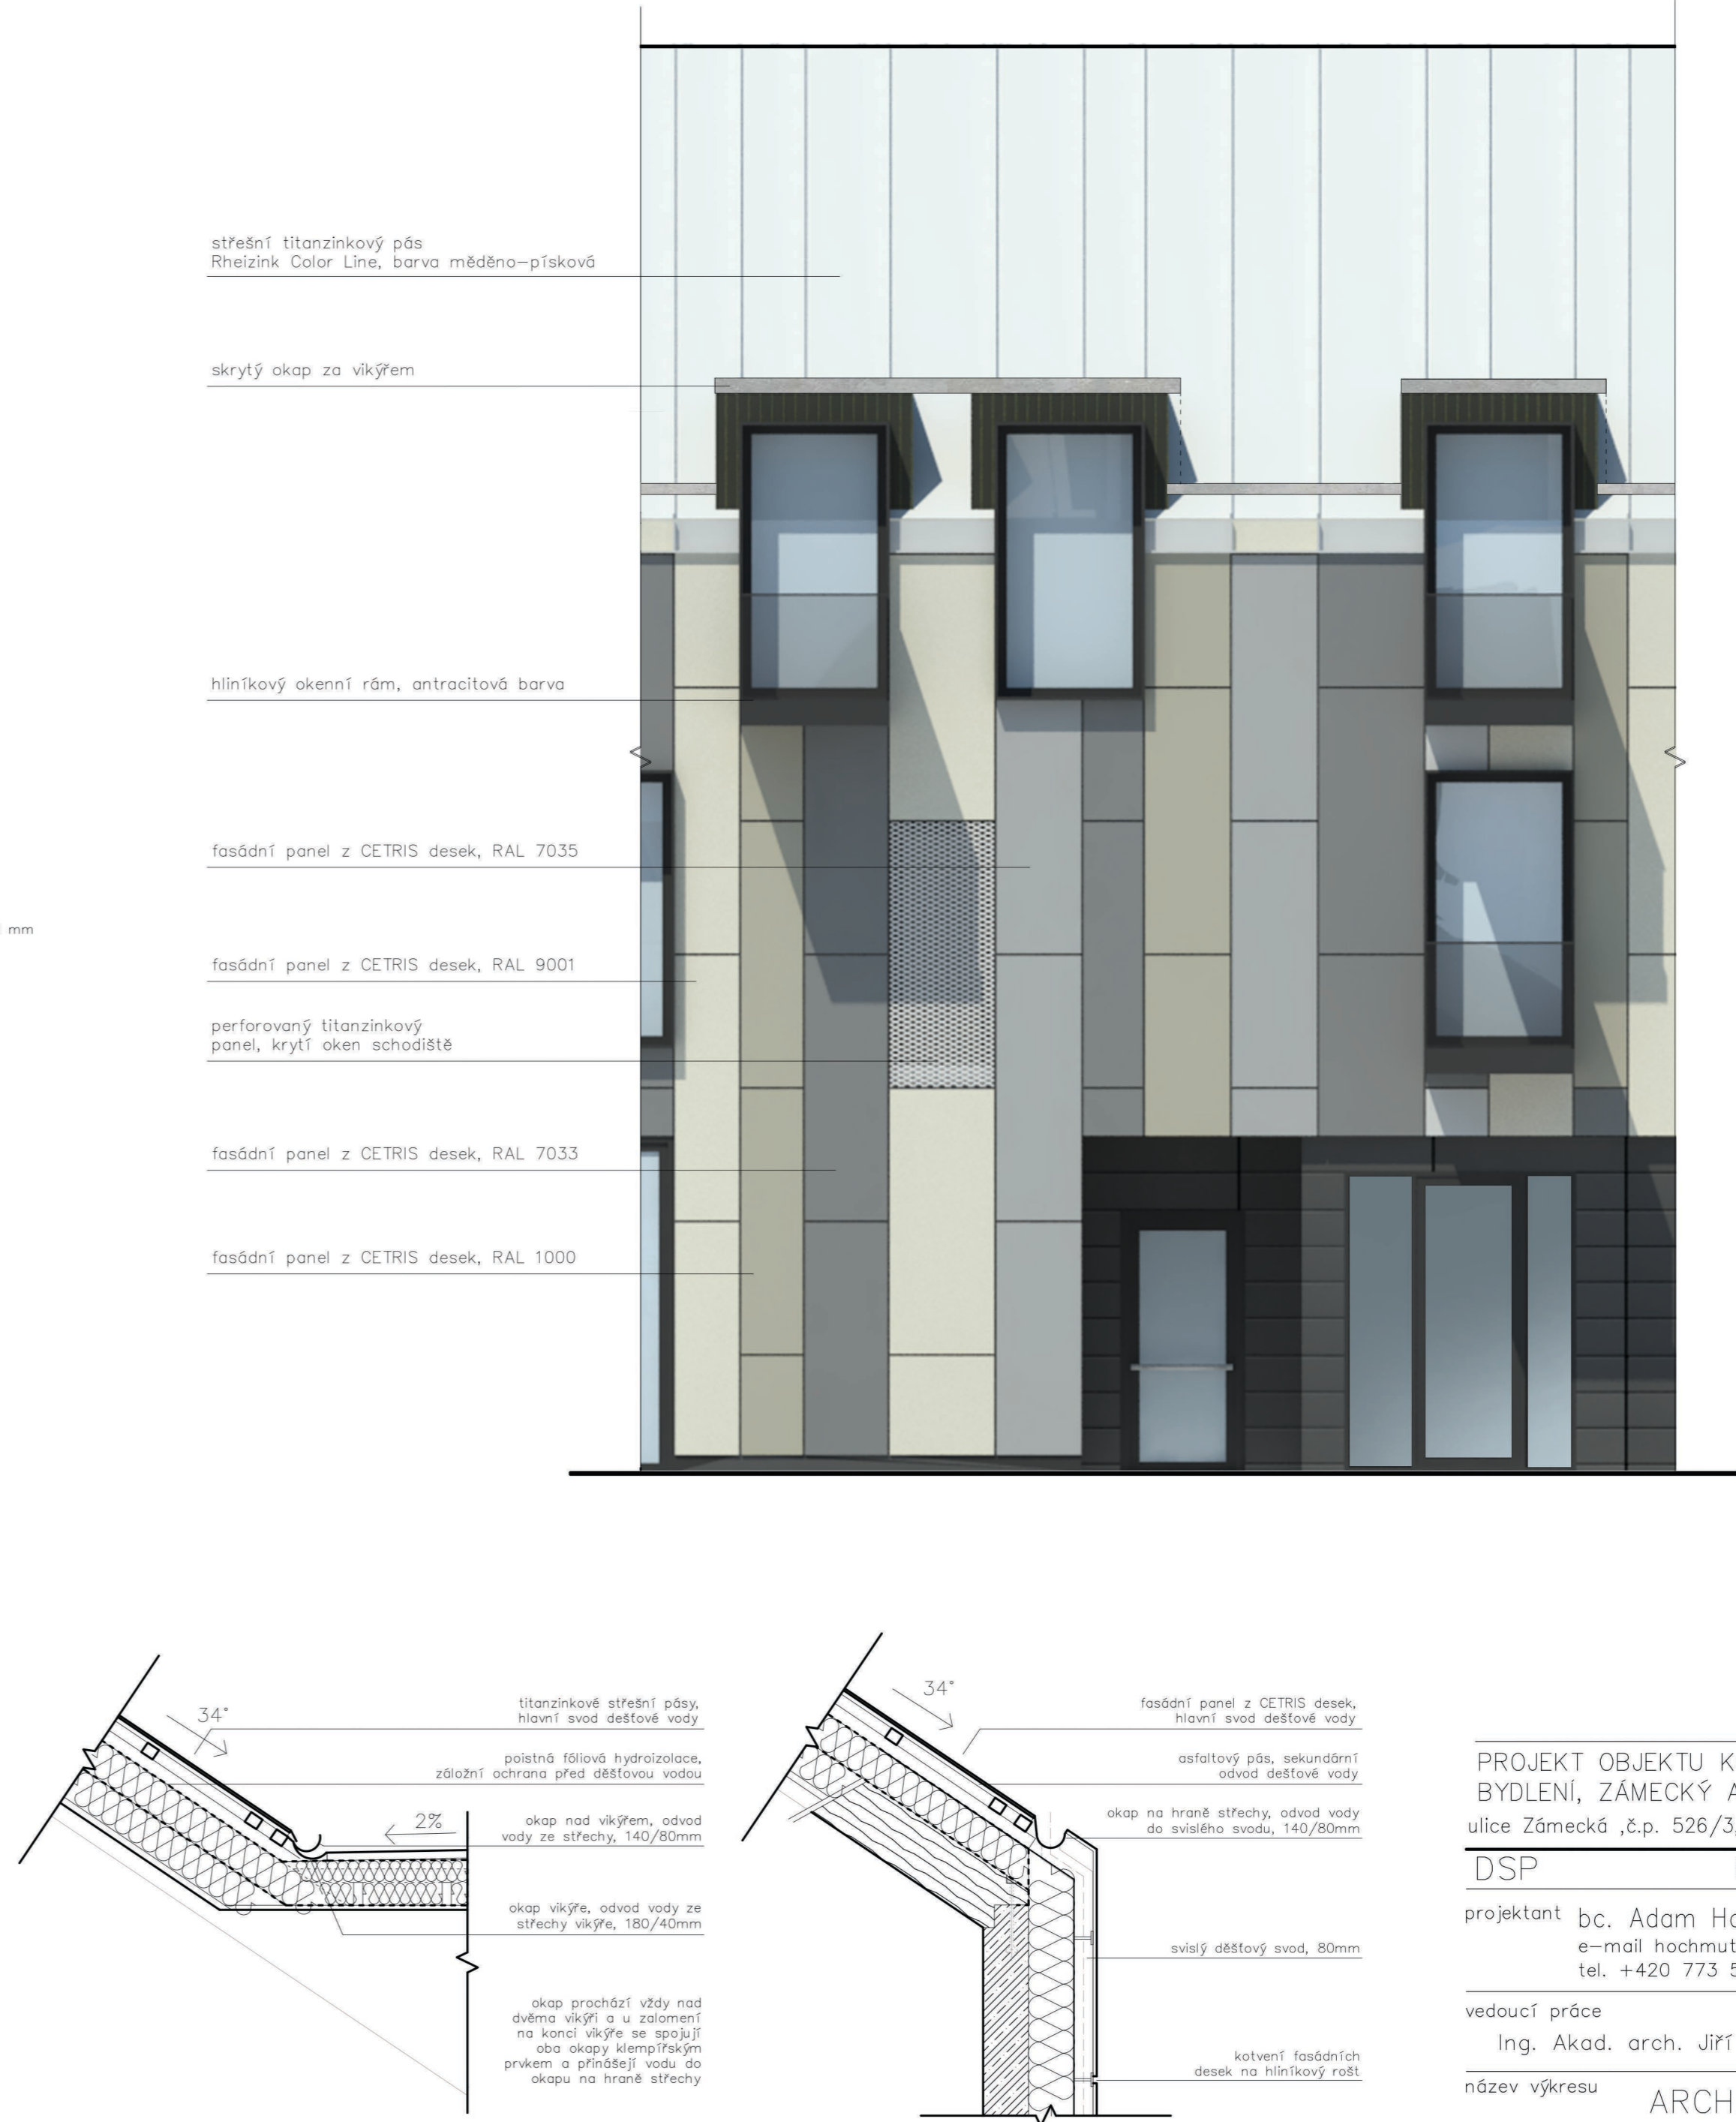 střešní titanzinkový pás
Rheizink Color Line, barva měděno-písková
skrytý okap za vikýřem
hliníkový okenní rám, antracitová barva
fasádní panel z CETRIS desek, RAL 7035
mm
fasádní panel z CETRIS desek, RAL 9001
perforovaný titanzinkový
panel, krytí oken schodiště
fasádní panel z CETRIS desek, RAL 7033
fasádní panel z CETRIS desek, RAL 1000
34°
titanzinkové střešní pásy,
hlavní svod dešťové vody
poistná fóliová hydroizolace,
záložní ochrana před děšťovou vodou
2%
okap nad vikýřem, odvod
vody ze střechy, 140/80mm
okap vikýře, odvod vody ze
střechy vikýře, 180/40mm
okap prochází vždy nad
dvěma vikýři a u zalomení
na konci vikýře se spojují
oba okapy klempířským
prvkem a přinášejí vodu do
okapu na hraně střechy
34°
fasádní panel z CETRIS desek,
hlavní svod dešťové vody
asfaltový pás, sekundární
odvod dešťové vody
okap na hraně střechy, odvod vody
do svislého svodu, 140/80mm
svislý děšťový svod, 80mm
kotvení fasádních
desek na hliníkový rošt
PROJEKT OBJEKTU K
BYDLENÍ, ZÁMECKÝ A
ulice Zámecká ,č.p. 526/3,
DSP
projektant bc. Adam Ho
e-mail hochmut
tel. +420 773 5
vedoucí práce
Ing. Akad. arch. Jiří
název výkresu
ARCH